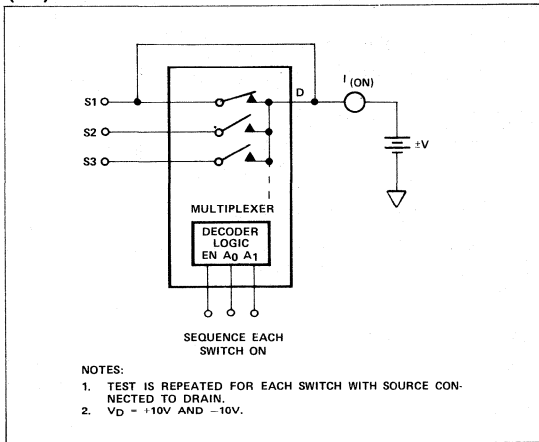 I (ON)
D
S1
S2
S3
±V
MULTIPLEXER
DECODER
LOGIC
EN A0 A1
SEQUENCE EACH
SWITCH ON
NOTES:
1. TEST IS REPEATED FOR EACH SWITCH WITH SOURCE CON-
NECTED TO DRAIN.
2. VD = +10V AND −10V.